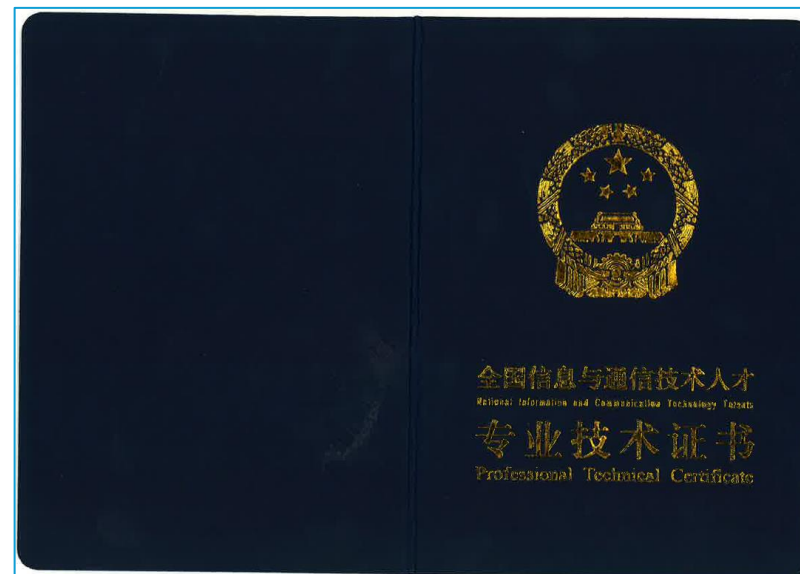 全国信息与通信技术人才
National Information and Communication Technology Talents
专业技术证书
Professional Technical Certificate